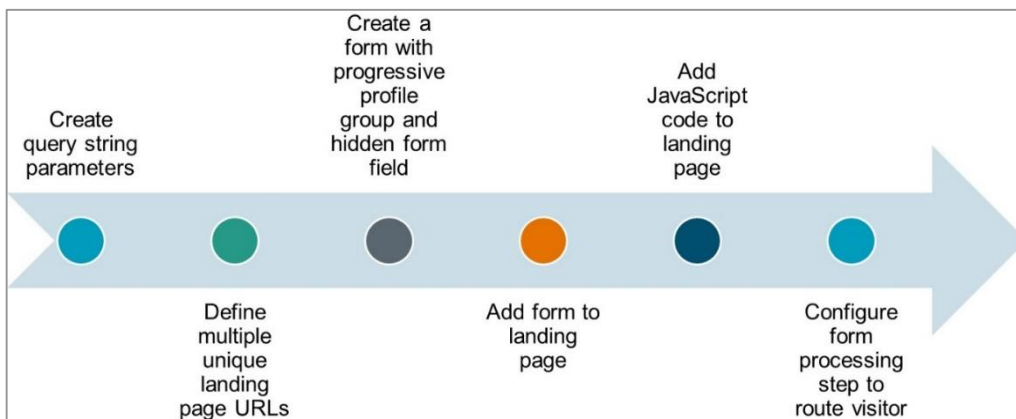 Create
query string
parameters
Define
multiple
unique
landing
page URLs
Create a
form with
progressive
profile
group and
hidden form
field
Add form to
landing
page
Add
JavaScript
code to
landing
page
Configure
form
processing
step to
route visitor